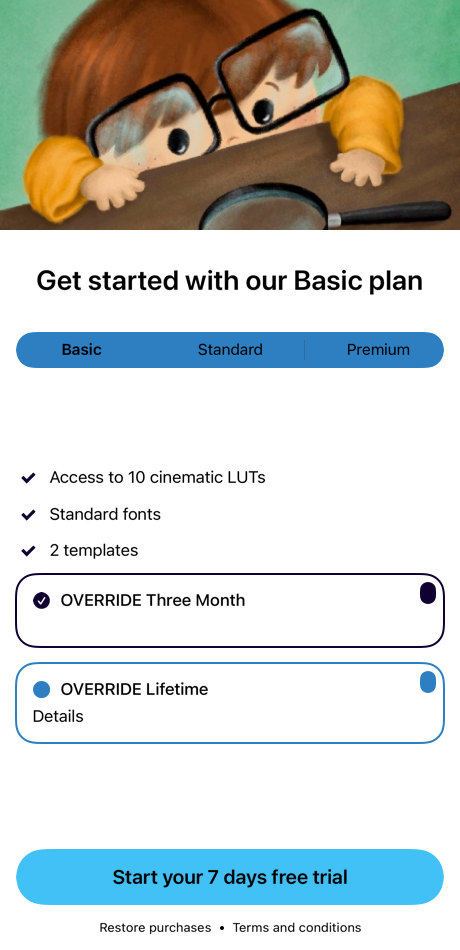 Get started with our Basic plan
Basic Standard Premium
Access to 10 cinematic LUTs
Standard fonts
2 templates
OVERRIDE Three Month
OVERRIDE Lifetime
Details
Start your 7 days free trial
Restore purchases • Terms and conditions